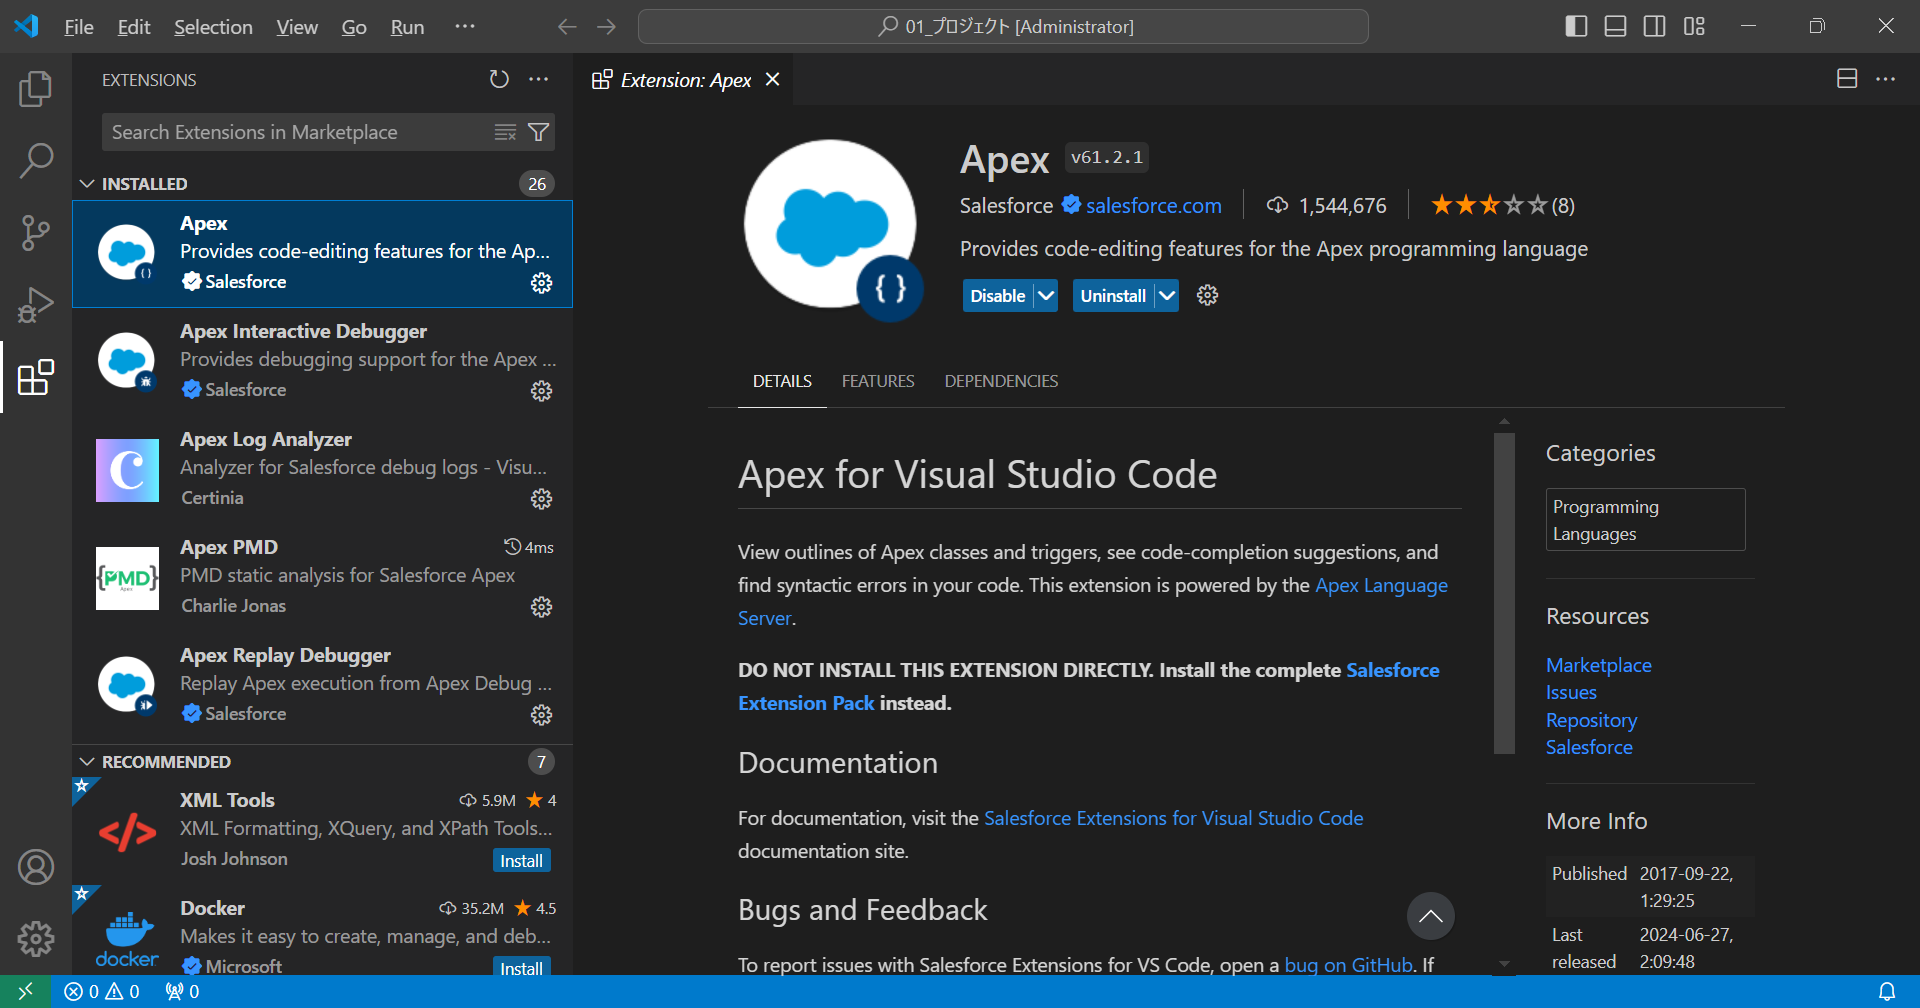 File Edit Selection View Go Run ···
01_プロジェクト [Administrator]
EXTENSIONS
Search Extensions in Marketplace
INSTALLED 26
Apex
Provides code-editing features for the Ap...
Salesforce
Apex Interactive Debugger
Provides debugging support for the Apex ...
Salesforce
Apex Log Analyzer
Analyzer for Salesforce debug logs - Visu...
Certinia
Apex PMD 4ms
PMD static analysis for Salesforce Apex
Charlie Jonas
{PMD}
Apex
Apex Replay Debugger
Replay Apex execution from Apex Debug ...
Salesforce
RECOMMENDED 7
XML Tools 5.9M 4
XML Formatting, XQuery, and XPath Tools...
Josh Johnson Install
Docker 35.2M 4.5
Makes it easy to create, manage, and deb...
docker
Microsoft Install
Extension: Apex
{}
Apex v61.2.1
Salesforce salesforce.com 1,544,676 (8)
Provides code-editing features for the Apex programming language
Disable Uninstall
DETAILS FEATURES DEPENDENCIES
Apex for Visual Studio Code
View outlines of Apex classes and triggers, see code-completion suggestions, and
find syntactic errors in your code. This extension is powered by the Apex Language
Server.
DO NOT INSTALL THIS EXTENSION DIRECTLY. Install the complete Salesforce
Extension Pack instead.
Documentation
For documentation, visit the Salesforce Extensions for Visual Studio Code
documentation site.
Bugs and Feedback
To report issues with Salesforce Extensions for VS Code, open a bug on GitHub. If
Categories
Programming
Languages
Resources
Marketplace
Issues
Repository
Salesforce
More Info
Published 2017-09-22,
1:29:25
Last 2024-06-27,
released 2:09:48
0 0 0